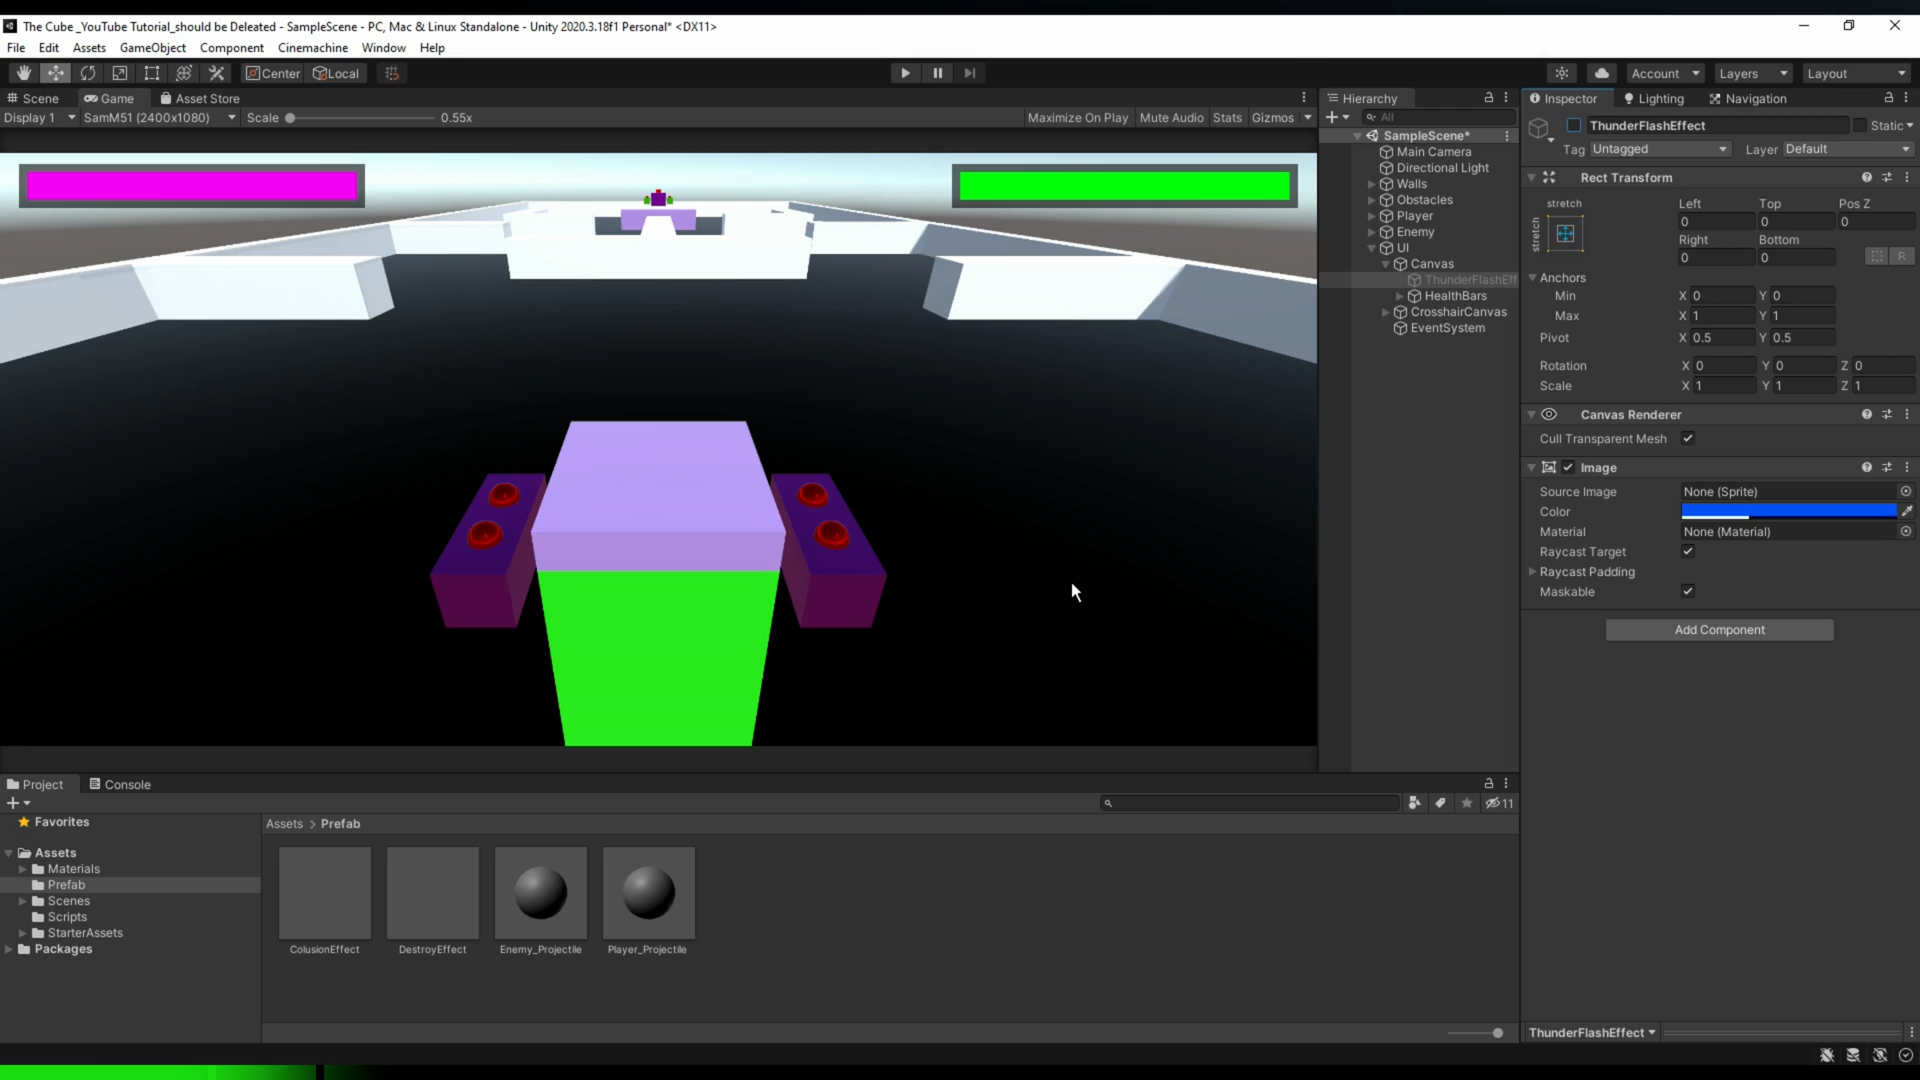 The Cube _YouTube Tutorial_should be Deleated - SampleScene - PC, Mac & Linux Standalone - Unity 2020.3.18f1 Personal* <DX11>
File Edit Assets GameObject Component Cinemachine Window Help
Center Local Account Layers Layout
Scene Game Asset Store
Display 1 SamM51 (2400x1080) Scale 0.55x Maximize On Play Mute Audio Stats Gizmos
Hierarchy
All
SampleScene*
Main Camera
Directional Light
Walls
Obstacles
Player
Enemy
UI
Canvas
ThunderFlashEff
HealthBars
CrosshairCanvas
EventSystem
Inspector Lighting Navigation
ThunderFlashEffect Static
Tag Untagged Layer Default
Rect Transform
stretch Left Top Pos Z
stretch 0 0 0
Right Bottom
0 0 R
Anchors
Min X 0 Y 0
Max X 1 Y 1
Pivot X 0.5 Y 0.5
Rotation X 0 Y 0 Z 0
Scale X 1 Y 1 Z 1
Canvas Renderer
Cull Transparent Mesh
Image
Source Image None (Sprite)
Color
Material None (Material)
Raycast Target
Raycast Padding
Maskable
Add Component
ThunderFlashEffect
Project Console
11
Favorites
Assets
Materials
Prefab
Scenes
Scripts
StarterAssets
Packages
Assets > Prefab
ColusionEffect DestroyEffect Enemy_Projectile Player_Projectile